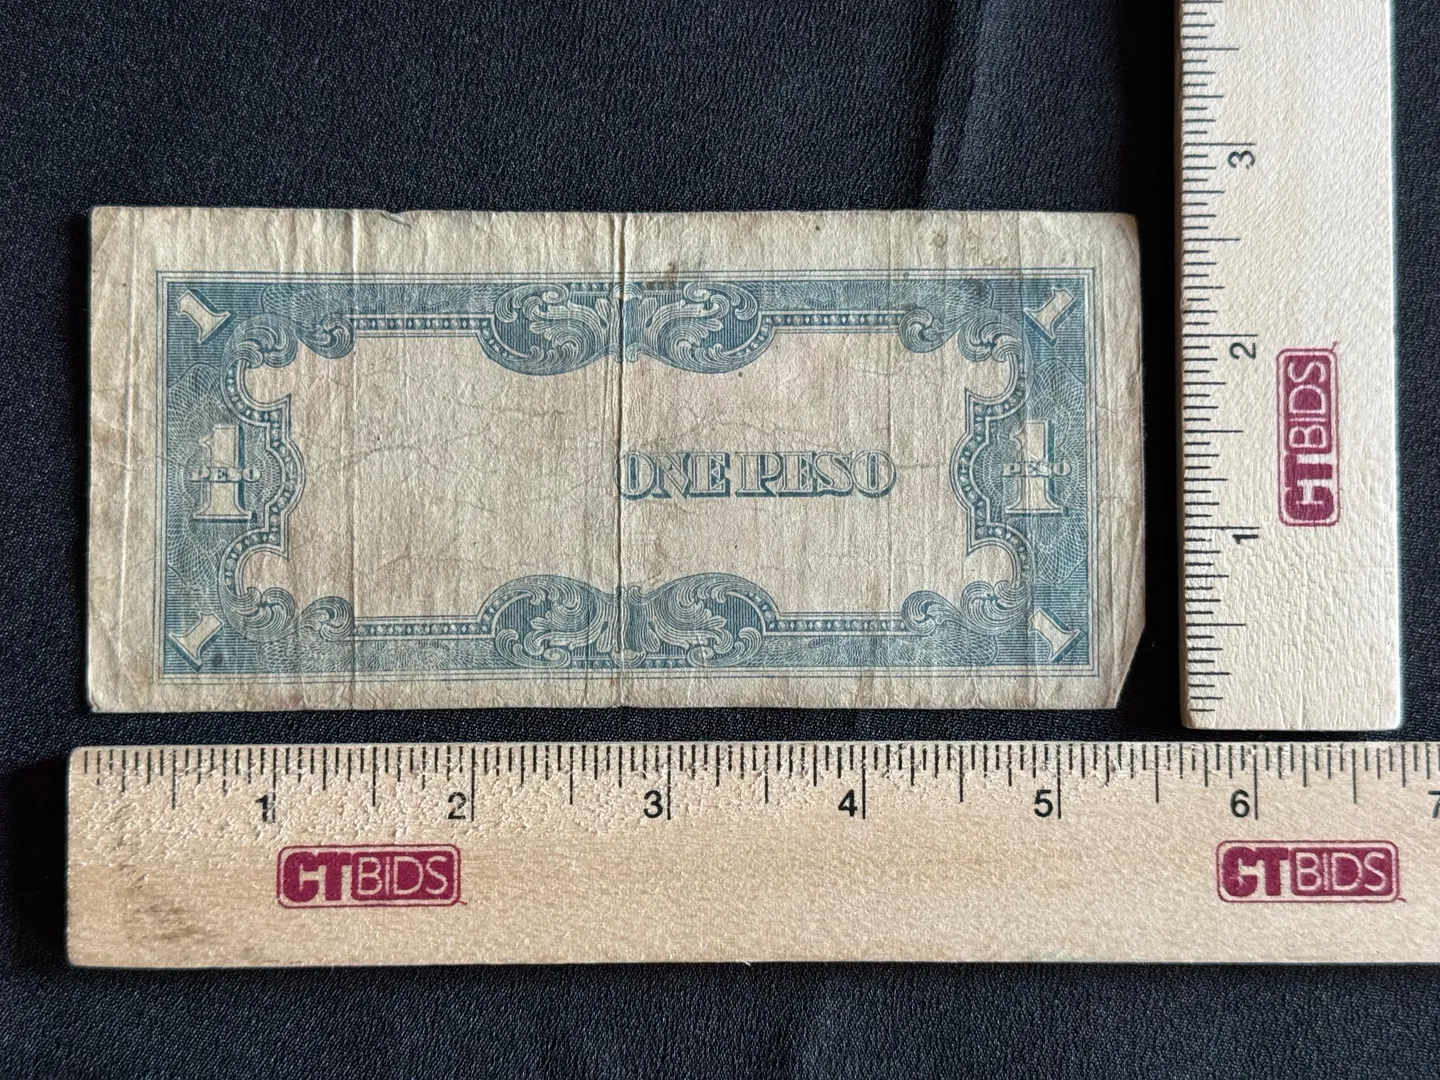 1 1
1 PESO
ONE PESO
1 PESO
1 1
3
2
1
CTBIDS
1 2 3 4 5 6 7
CTBIDS CTBIDS